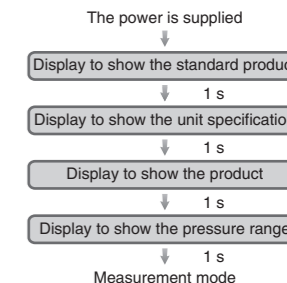 The power is supplied
Display to show the standard produc
1 s
Display to show the unit specificatio
1 s
Display to show the product
1 s
Display to show the pressure range
1 s
Measurement mode